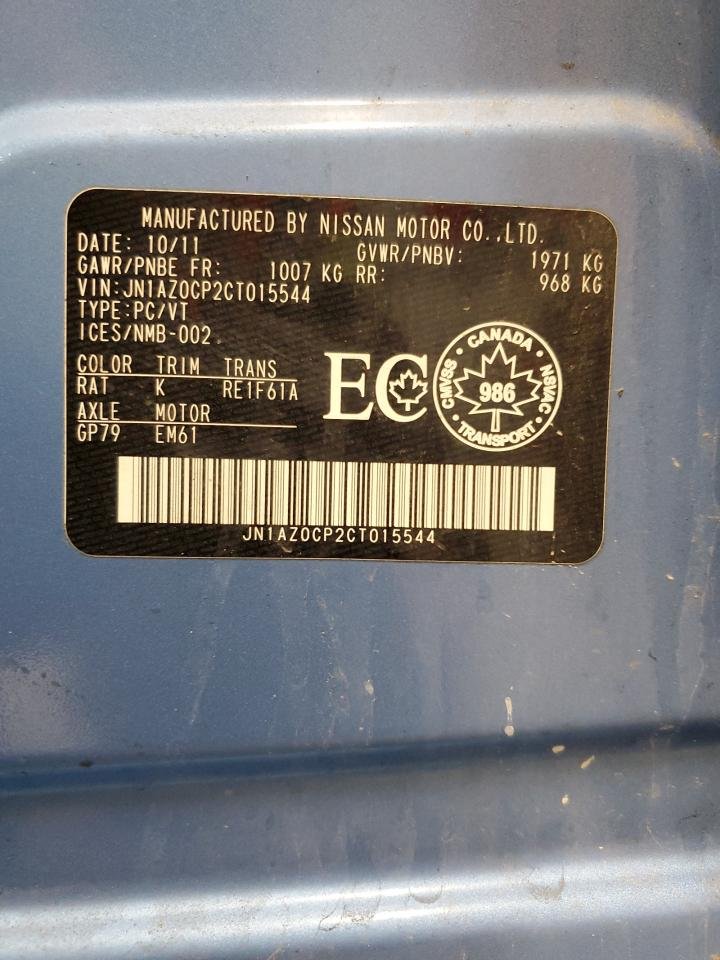 MANUFACTURED BY NISSAN MOTOR CO.,LTD.
DATE: 10/11 GVWR/PNBV: 1971 KG
GAWR/PNBE FR: 1007 KG RR: 968 KG
VIN:JN1AZ0CP2CT015544
TYPE:PC/VT
ICES/NMB-002
COLOR TRIM TRANS
RAT K RE1F61A
AXLE MOTOR
GP79 EM61
EC
CANADA
CMVSS 986 NSVAC
TRANSPORT
JN1AZ0CP2CT015544